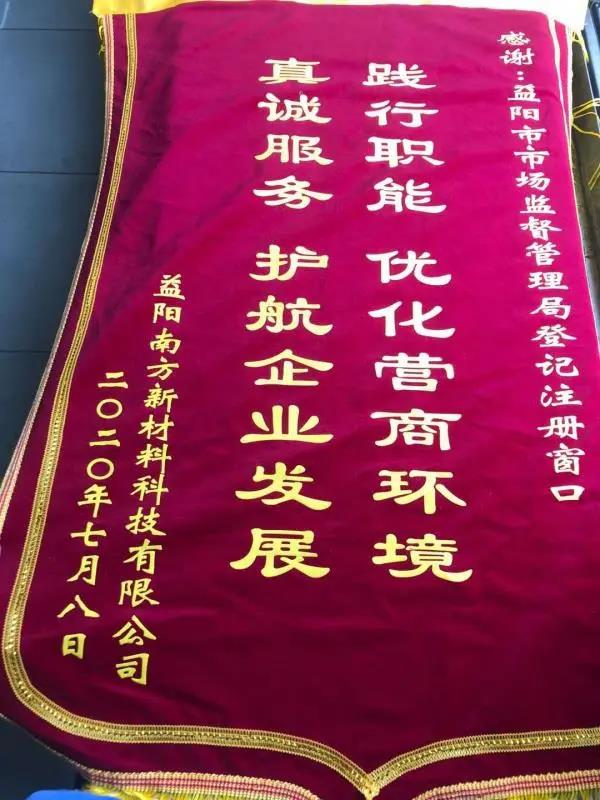 感谢：益阳市市场监督管理局登记注册窗口
践行职能 优化营商环境
真诚服务 护航企业发展
益阳南方新材料科技有限公司
二〇二〇年七月八日